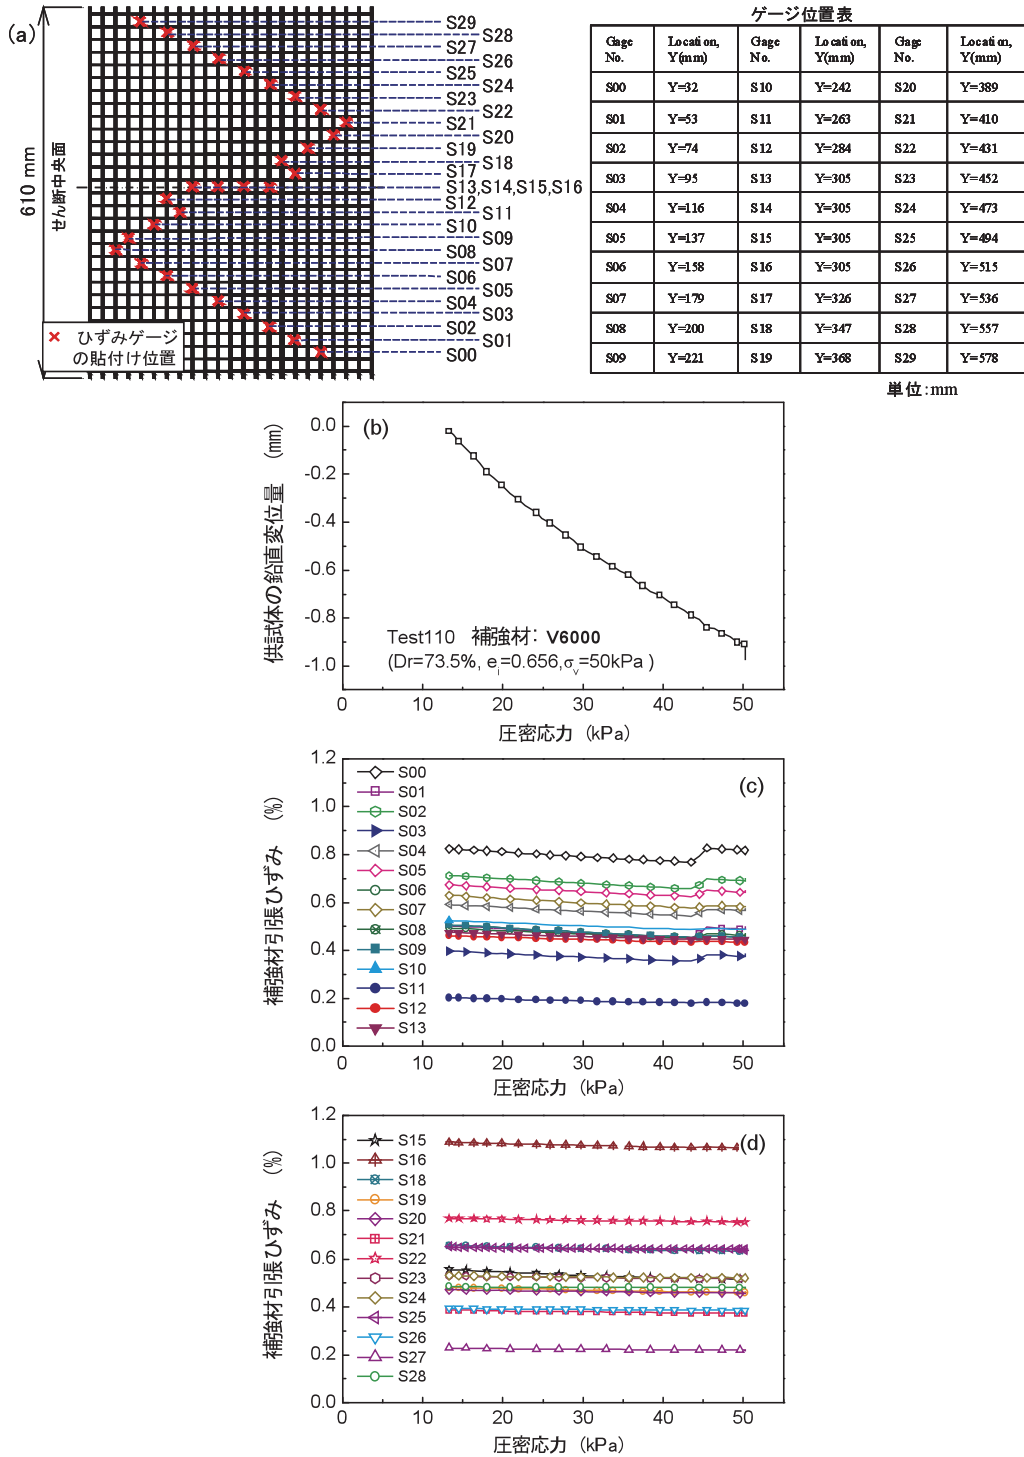 (a)
610 mm
せん断中央面
S29
S28
S27
S26
S25
S24
S23
S22
S21
S20
S19
S18
S17
S13,S14,S15,S16
S12
S11
S10
S09
S08
S07
S06
S05
S04
S03
S02
S01
S00
× ひずみゲージ
の貼付け位置
ゲージ位置表
Gage No. Location, Y(mm) Gage No. Location, Y(mm) Gage No. Location, Y(mm)
S00 Y=32 S10 Y=242 S20 Y=389
S01 Y=53 S11 Y=263 S21 Y=410
S02 Y=74 S12 Y=284 S22 Y=431
S03 Y=95 S13 Y=305 S23 Y=452
S04 Y=116 S14 Y=305 S24 Y=473
S05 Y=137 S15 Y=305 S25 Y=494
S06 Y=158 S16 Y=305 S26 Y=515
S07 Y=179 S17 Y=326 S27 Y=536
S08 Y=200 S18 Y=347 S28 Y=557
S09 Y=221 S19 Y=368 S29 Y=578
単位:mm
(b)
供試体の鉛直変位量 (mm)
0.0
-0.2
-0.4
-0.6
-0.8
-1.0
Test110 補強材: V6000
(Dr=73.5%, ei=0.656,σv=50kPa )
0 10 20 30 40 50
圧密応力 (kPa)
(c)
補強材引張ひずみ (%)
1.2
1.0
0.8
0.6
0.4
0.2
0.0
S00
S01
S02
S03
S04
S05
S06
S07
S08
S09
S10
S11
S12
S13
0 10 20 30 40 50
圧密応力 (kPa)
(d)
補強材引張ひずみ (%)
1.2
1.0
0.8
0.6
0.4
0.2
0.0
S15
S16
S18
S19
S20
S21
S22
S23
S24
S25
S26
S27
S28
0 10 20 30 40 50
圧密応力 (kPa)